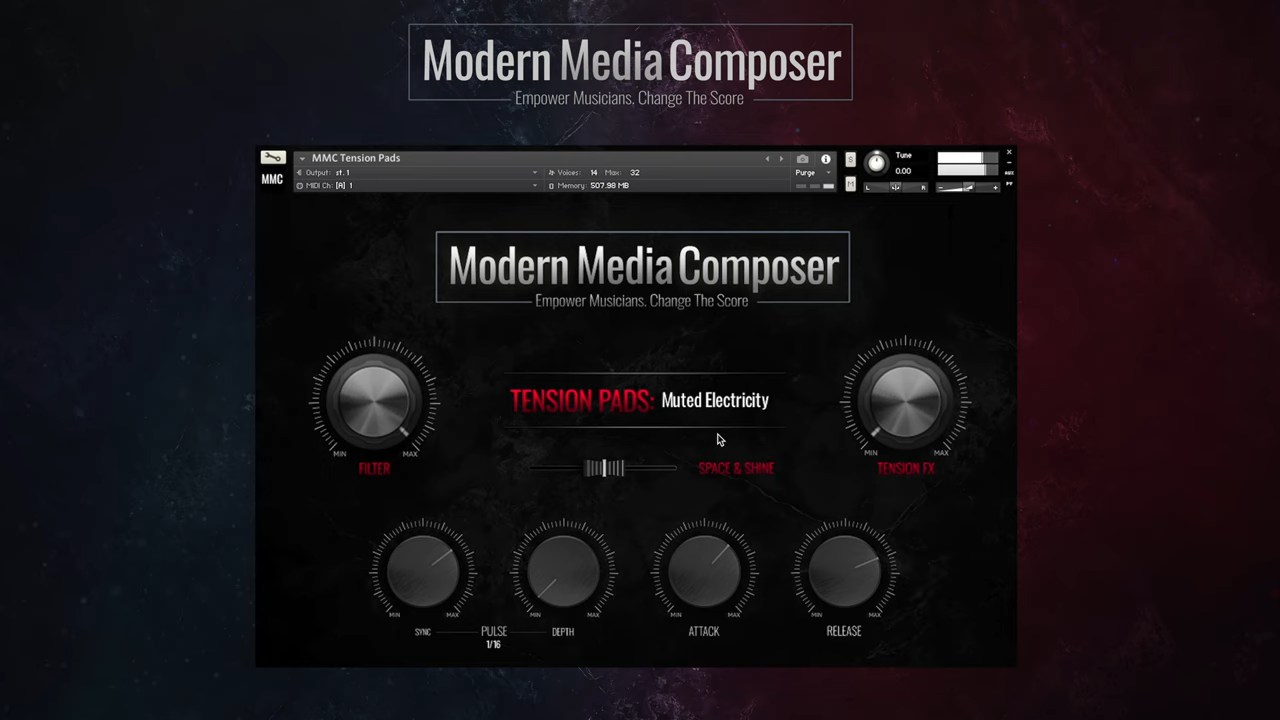 Modern Media Composer
Empower Musicians. Change The Score
MMC Tension Pads
Output: st. 1
Voices: 14 Max: 32
Purge
MIDI Ch: [A] 1
Memory: 507.98 MB
MMC
S
M
Tune
0.00
L R
- +
AUX
PV
Modern Media Composer
Empower Musicians. Change The Score
TENSION PADS: Muted Electricity
MIN MAX
FILTER
SPACE & SHINE
MIN MAX
TENSION FX
MIN MAX
MIN MAX
MIN MAX
MIN MAX
SYNC PULSE DEPTH
1/16
ATTACK
RELEASE